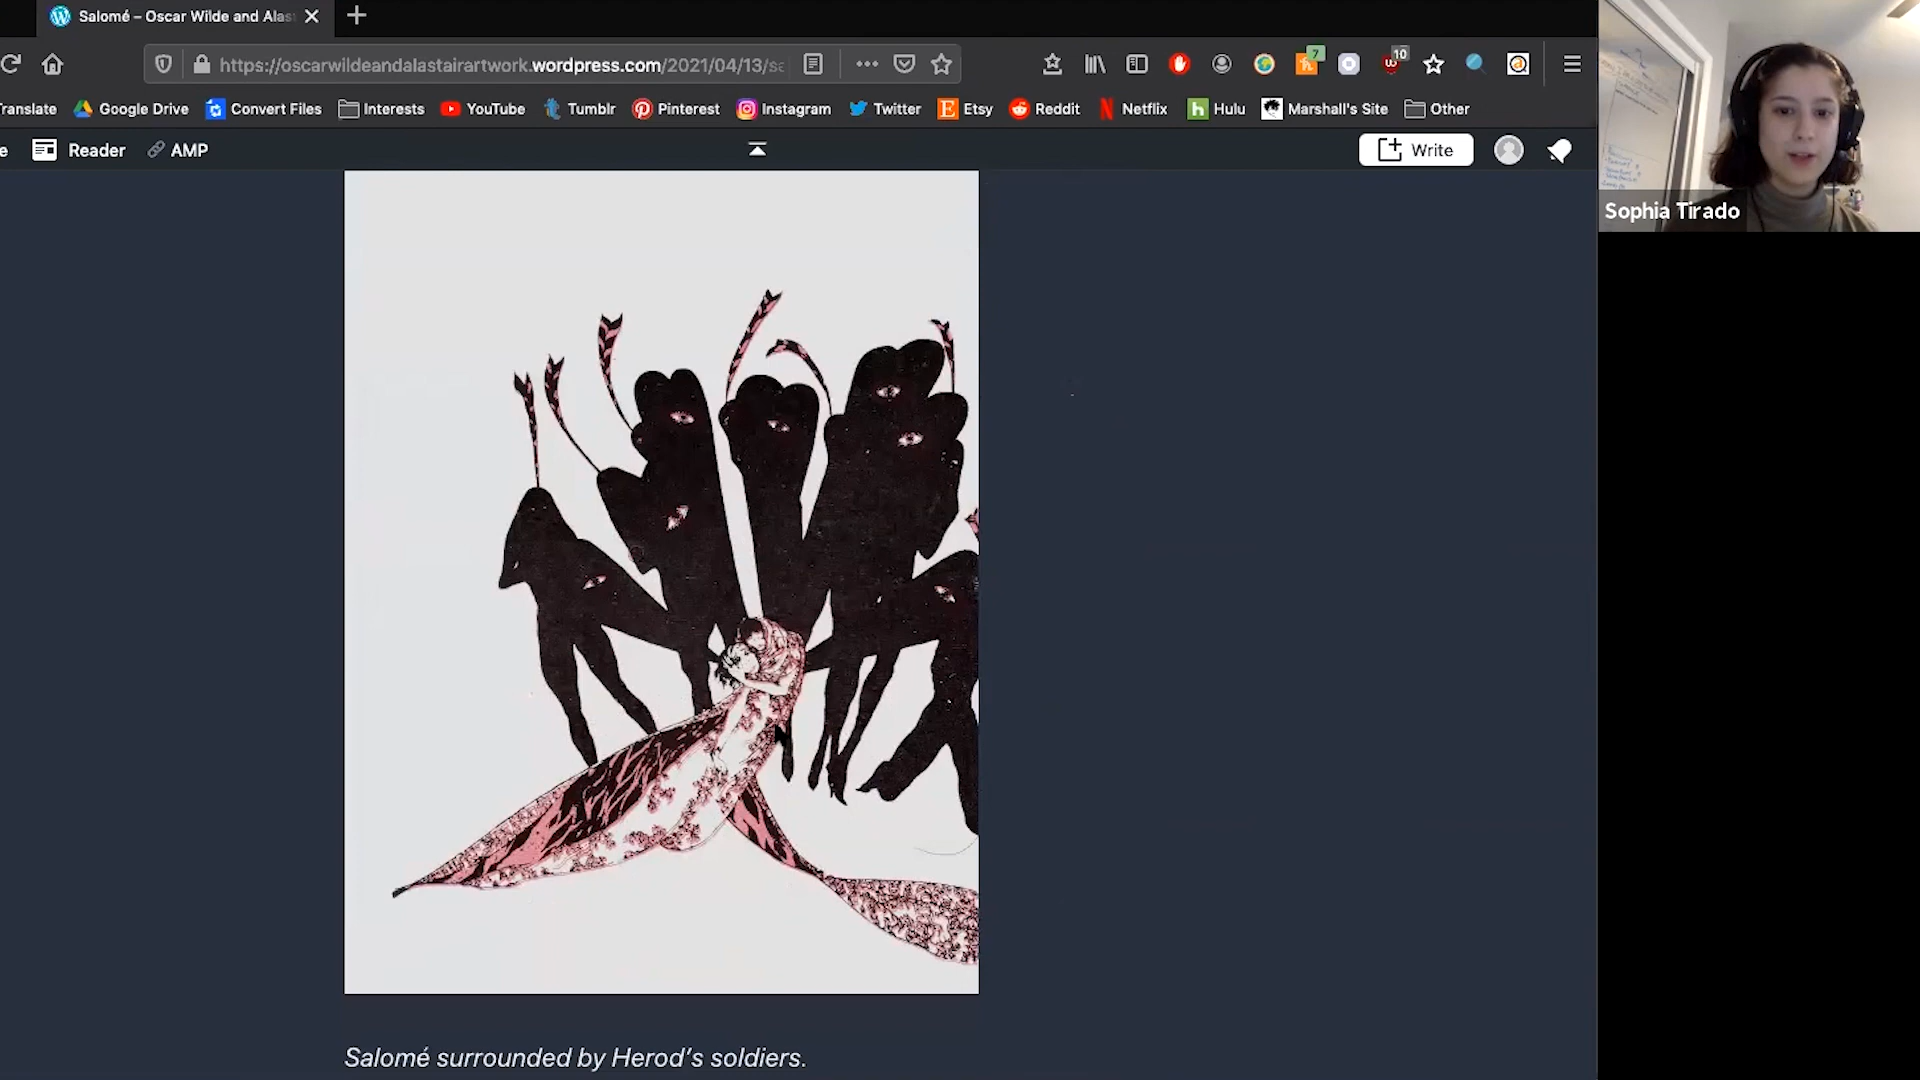 Salomé – Oscar Wilde and Alas
https://oscarwildeandalastairartwork.wordpress.com/2021/04/13/sa
7
10
ranslate
Google Drive
Convert Files
Interests
YouTube
Tumblr
Pinterest
Instagram
Twitter
Etsy
Reddit
Netflix
Hulu
Marshall's Site
Other
e
Reader
AMP
Write
Sophia Tirado
Salomé surrounded by Herod's soldiers.